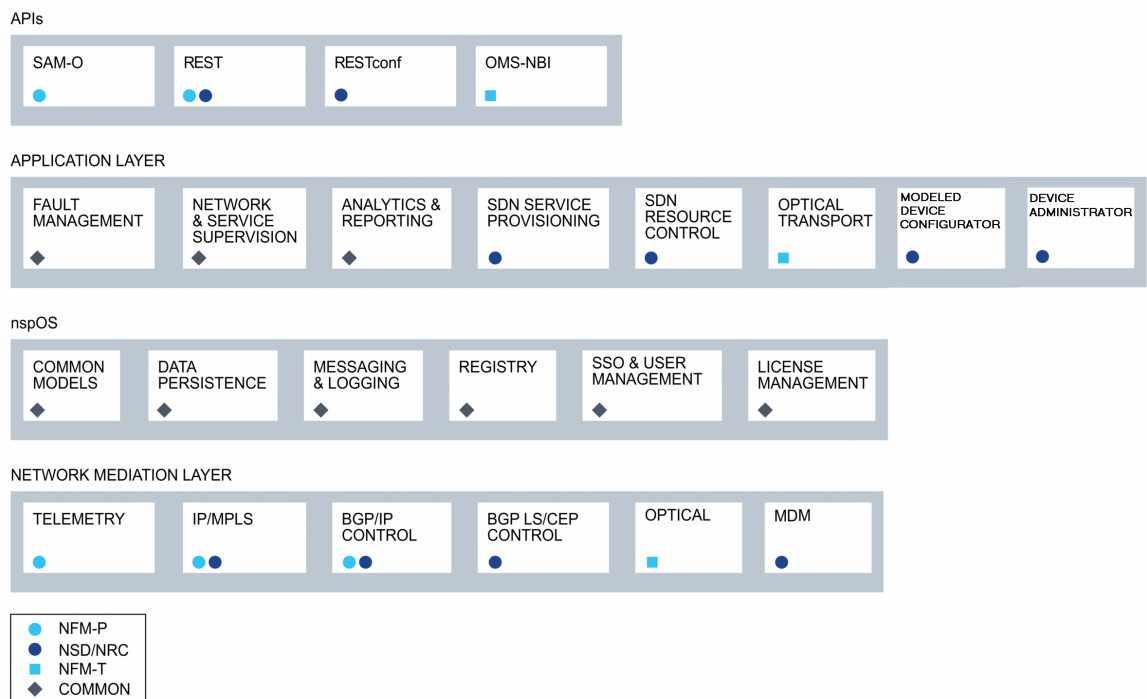 APIs
SAM-O
REST
RESTconf
OMS-NBI
APPLICATION LAYER
FAULT
MANAGEMENT
NETWORK
& SERVICE
SUPERVISION
ANALYTICS &
REPORTING
SDN SERVICE
PROVISIONING
SDN
RESOURCE
CONTROL
OPTICAL
TRANSPORT
MODELED
DEVICE
CONFIGURATOR
DEVICE
ADMINISTRATOR
nspOS
COMMON
MODELS
DATA
PERSISTENCE
MESSAGING
& LOGGING
REGISTRY
SSO & USER
MANAGEMENT
LICENSE
MANAGEMENT
NETWORK MEDIATION LAYER
TELEMETRY
IP/MPLS
BGP/IP
CONTROL
BGP LS/CEP
CONTROL
OPTICAL
MDM
NFM-P
NSD/NRC
NFM-T
COMMON